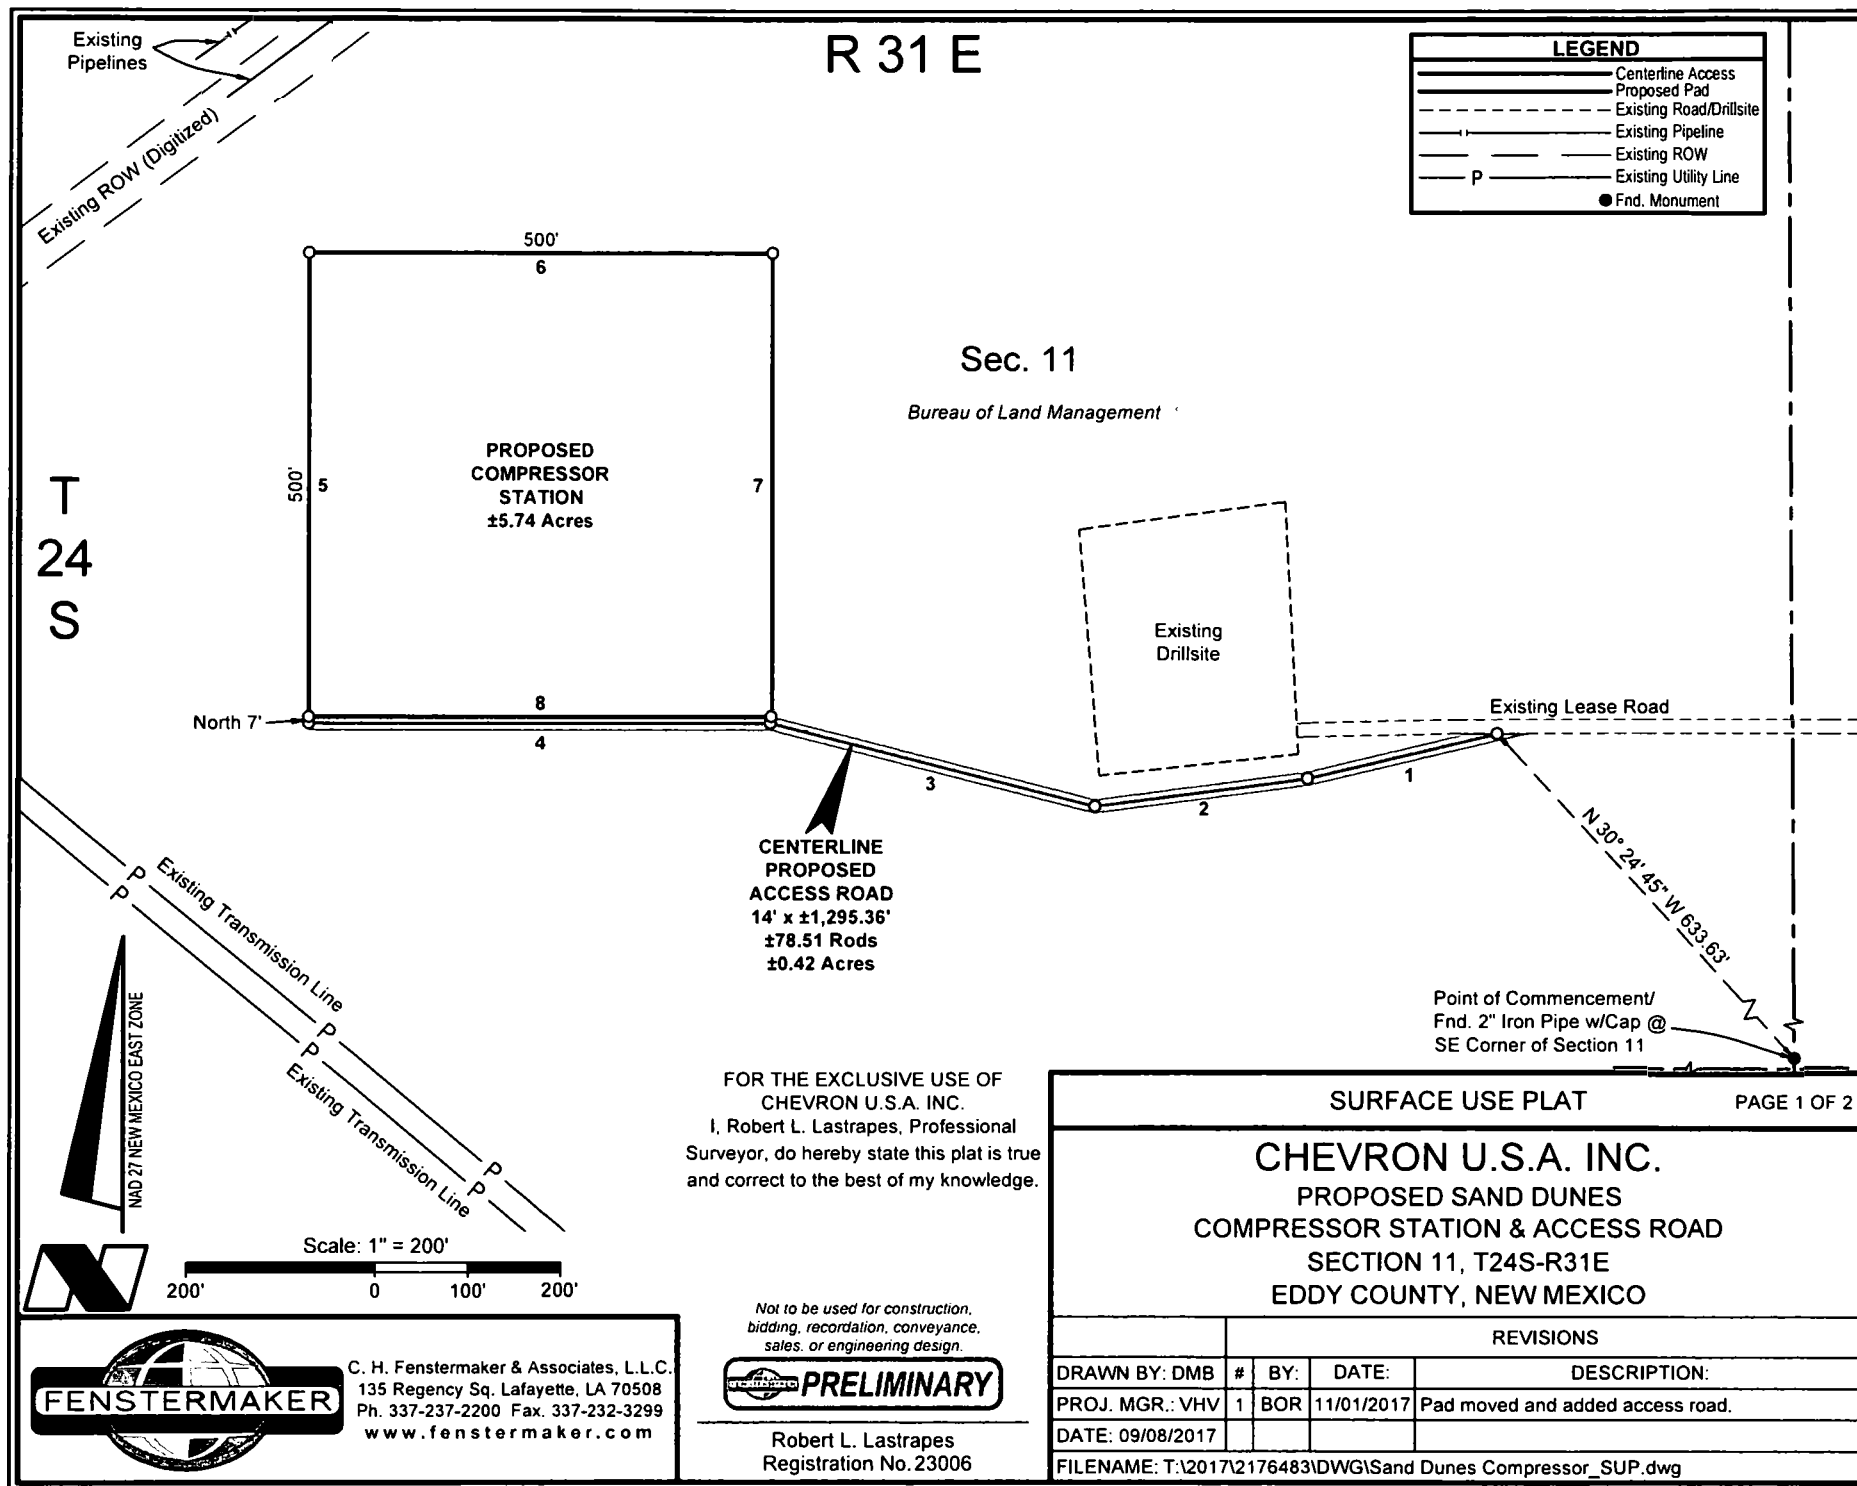 Existing
Pipelines
R 31 E
LEGEND
Centerline Access
Proposed Pad
Existing Road/Drillsite
Existing Pipeline
Existing ROW
P Existing Utility Line
Fnd. Monument
Existing ROW (Digitized)
500'
6
Sec. 11
Bureau of Land Management
T
24
S
500'
5
PROPOSED
COMPRESSOR
STATION
±5.74 Acres
7
Existing
Drillsite
8
North 7'
4
Existing Lease Road
3
2
1
CENTERLINE
PROPOSED
ACCESS ROAD
14' x ±1,295.36'
±78.51 Rods
±0.42 Acres
N 30° 24' 45" W 633.63'
P
P
Existing Transmission Line
P
P
Existing Transmission Line
P
P
NAD 27 NEW MEXICO EAST ZONE
Point of Commencement/
Fnd. 2" Iron Pipe w/Cap @
SE Corner of Section 11
FOR THE EXCLUSIVE USE OF
CHEVRON U.S.A. INC.
I, Robert L. Lastrapes, Professional
Surveyor, do hereby state this plat is true
and correct to the best of my knowledge.
Scale: 1" = 200'
200' 0 100' 200'
N
SURFACE USE PLAT PAGE 1 OF 2
CHEVRON U.S.A. INC.
PROPOSED SAND DUNES
COMPRESSOR STATION & ACCESS ROAD
SECTION 11, T24S-R31E
EDDY COUNTY, NEW MEXICO
Not to be used for construction,
bidding, recordation, conveyance,
sales. or engineering design.
PRELIMINARY
Robert L. Lastrapes
Registration No. 23006
FENSTERMAKER
C. H. Fenstermaker & Associates, L.L.C.
135 Regency Sq. Lafayette, LA 70508
Ph. 337-237-2200 Fax. 337-232-3299
www.fenstermaker.com
REVISIONS
DRAWN BY: DMB # BY: DATE: DESCRIPTION:
PROJ. MGR.: VHV 1 BOR 11/01/2017 Pad moved and added access road.
DATE: 09/08/2017
FILENAME: T:\2017\2176483\DWG\Sand Dunes Compressor_SUP.dwg